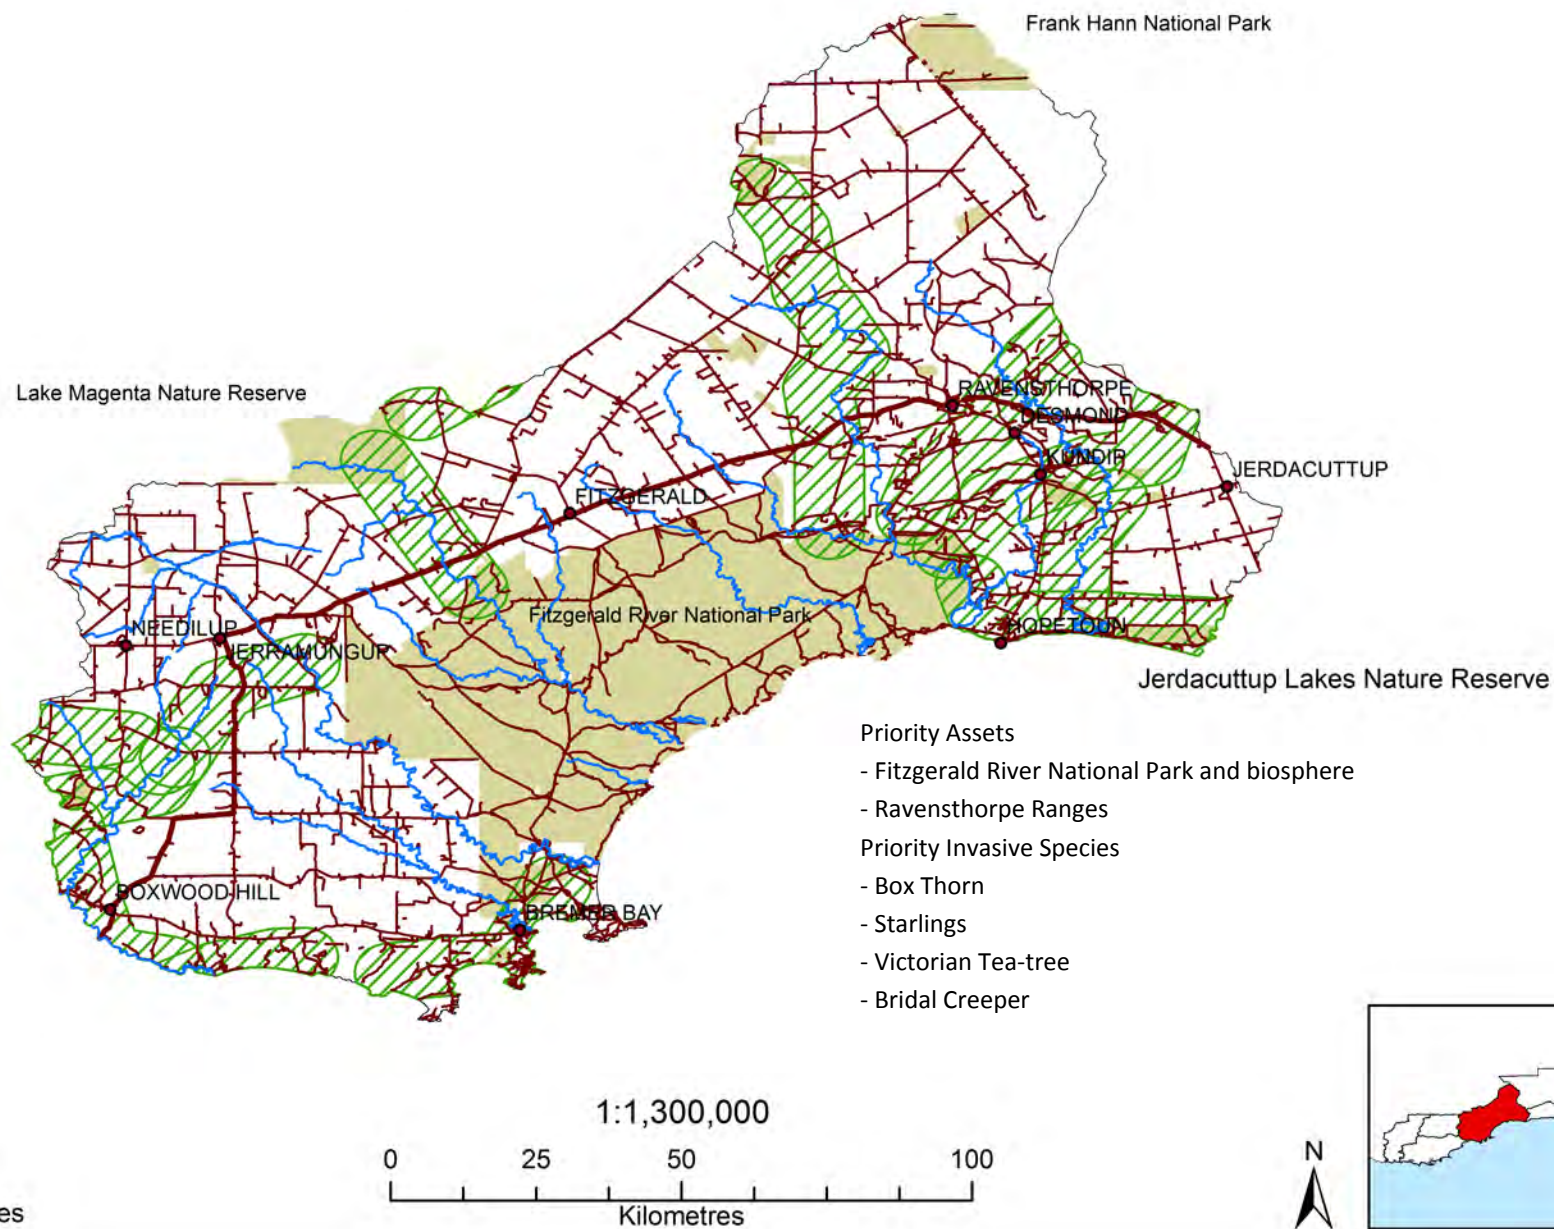 Frank Hann National Park
Lake Magenta Nature Reserve
RAVENSTHORPE
DESMOND
KUNDIP
JERDACUTTUP
FITZGERALD
Fitzgerald River National Park
NEEDILUP
JERRAMUNGUP
HOPETOUN
Jerdacuttup Lakes Nature Reserve
Priority Assets
- Fitzgerald River National Park and biosphere
- Ravensthorpe Ranges
Priority Invasive Species
- Box Thorn
- Starlings
- Victorian Tea-tree
- Bridal Creeper
BOXWOOD HILL
BREMER BAY
1:1,300,000
0 25 50 100
Kilometres
N
es